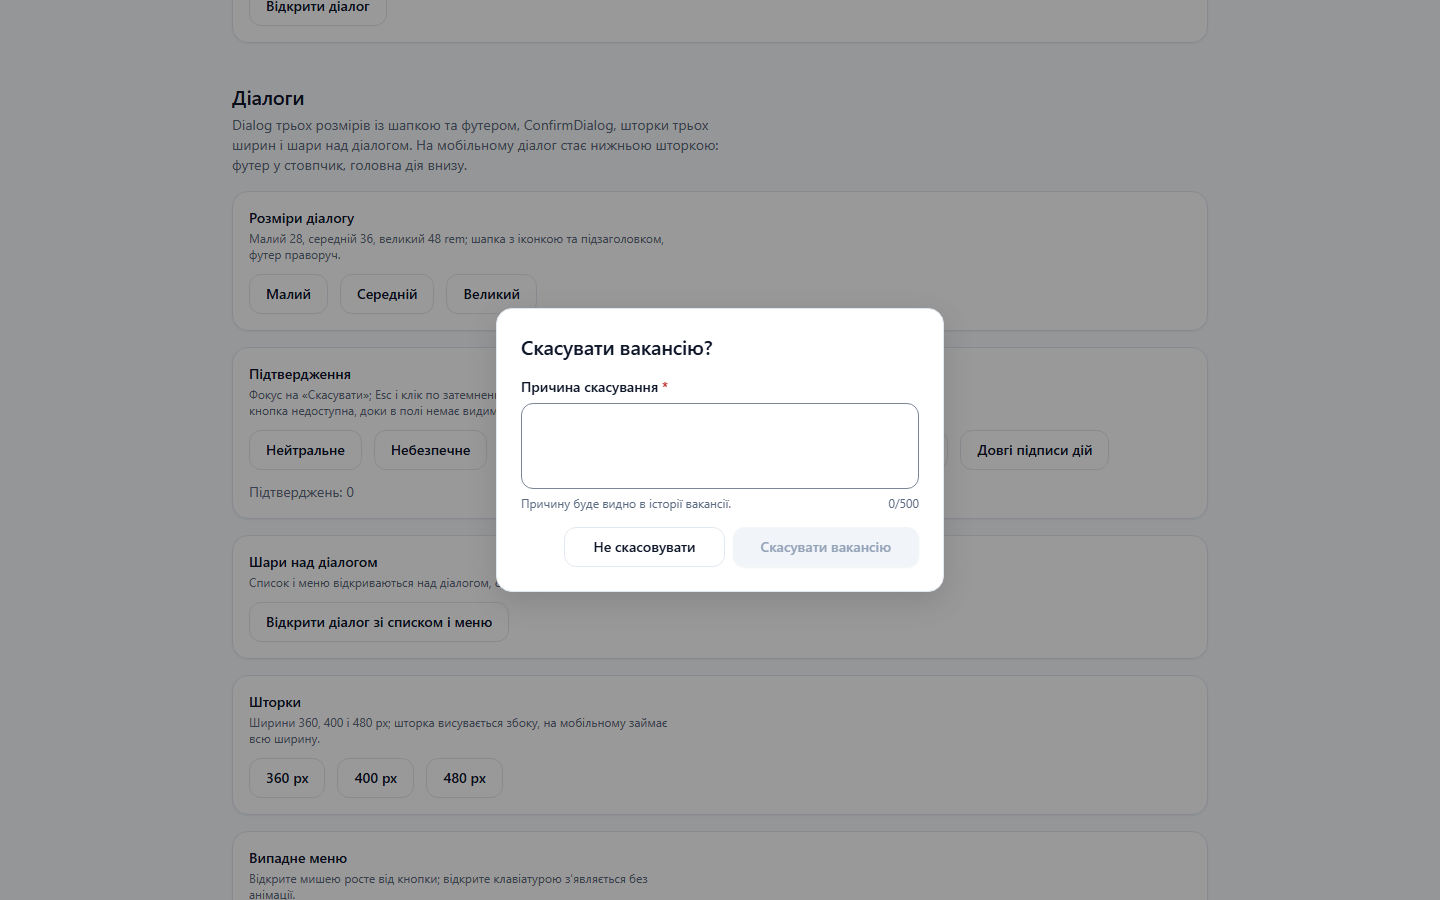 Відкрити діалог
Діалоги
Dialog трьох розмірів із шапкою та футером, ConfirmDialog, шторки трьох
ширин і шари над діалогом. На мобільному діалог стає нижньою шторкою:
футер у стовпчик, головна дія внизу.
Розміри діалогу
Малий 28, середній 36, великий 48 rem; шапка з іконкою та підзаголовком,
футер праворуч.
Малий
Середній
Великий
Підтвердження
Фокус на «Скасувати»; Esc і клік по
кнопка недоступна, доки в полі немає
Нейтральне
Небезпечне
Довгі підписи дій
Підтверджень: 0
Скасувати вакансію?
Причина скасування *
Причину буде видно в історії вакансії.
0/500
Не скасовувати
Скасувати вакансію
Шари над діалогом
Список і меню відкриваються над діалогом,
Відкрити діалог зі списком і меню
Шторки
Ширини 360, 400 і 480 px; шторка висувається збоку, на мобільному займає
всю ширину.
360 px
400 px
480 px
Випадне меню
Відкрите мишею росте від кнопки; відкрите клавіатурою з’являється без
анімації.